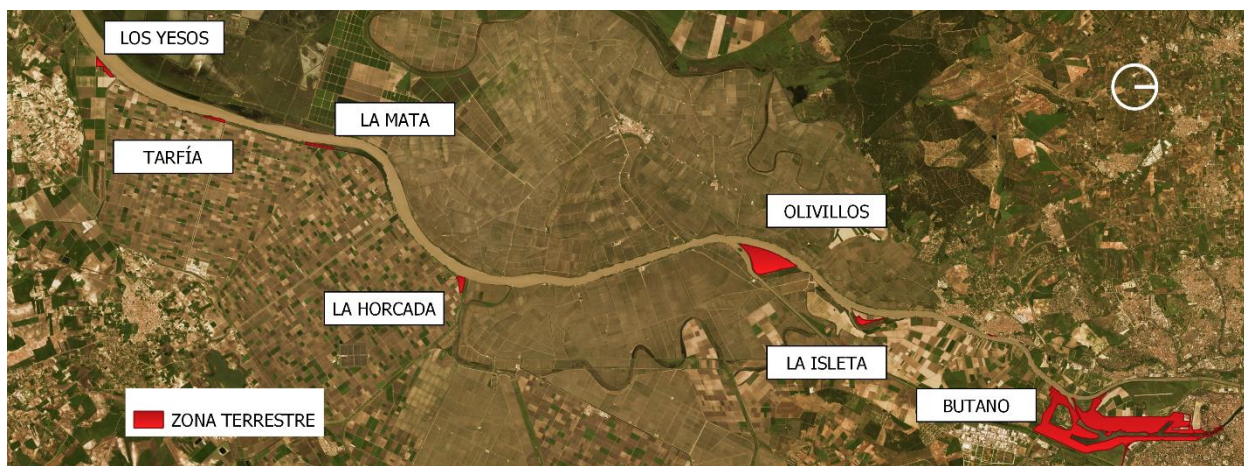 LOS YESOS
LA MATA
TARFÍA
OLIVILLOS
LA HORCADA
LA ISLETA
BUTANO
ZONA TERRESTRE